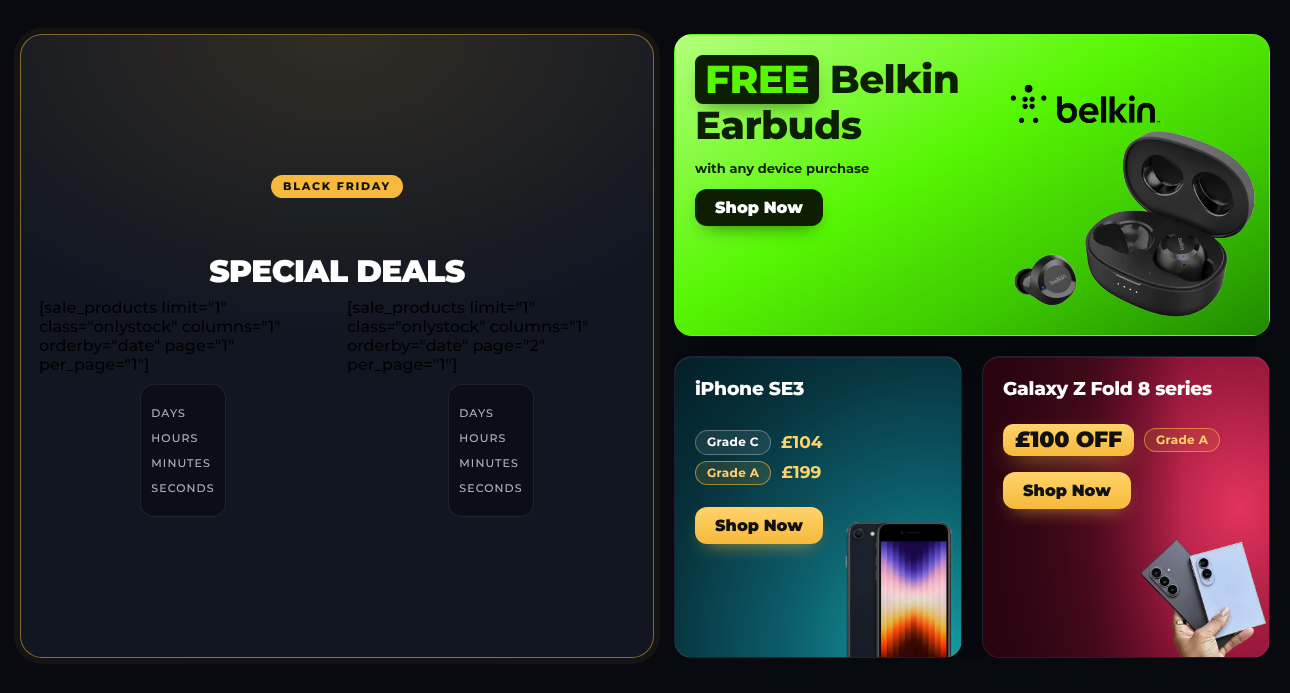 BLACK FRIDAY
SPECIAL DEALS
[sale_products limit="1"
class="onlystock" columns="1"
orderby="date" page="1"
per_page="1"]
DAYS
HOURS
MINUTES
SECONDS
[sale_products limit="1"
class="onlystock" columns="1"
orderby="date" page="2"
per_page="1"]
DAYS
HOURS
MINUTES
SECONDS
FREE Belkin
Earbuds
with any device purchase
Shop Now
belkin
belkin
belkin
iPhone SE3
Grade C £104
Grade A £199
Shop Now
Galaxy Z Fold 8 series
£100 OFF Grade A
Shop Now